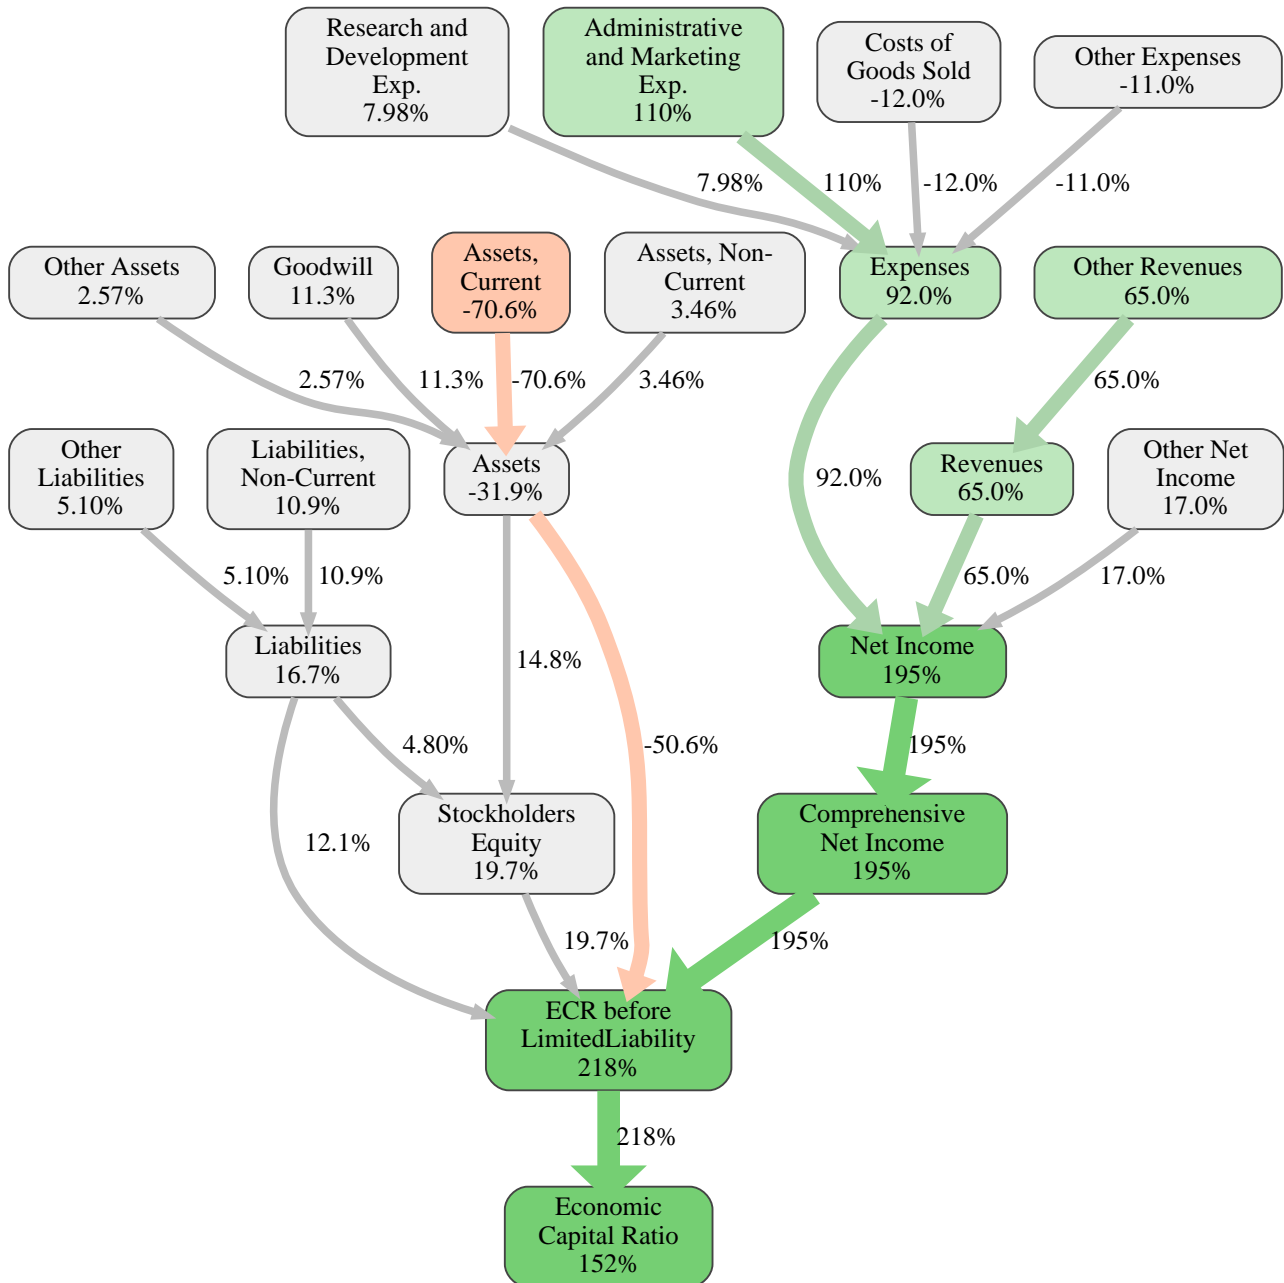 Research and
Development
Exp.
7.98%
Administrative
and Marketing
Exp.
110%
Costs of
Goods Sold
-12.0%
Other Expenses
-11.0%
7.98%
110%
-12.0%
-11.0%
Other Assets
2.57%
Goodwill
11.3%
Assets,
Current
-70.6%
Assets, Non-
Current
3.46%
Expenses
92.0%
Other Revenues
65.0%
2.57%
11.3%
-70.6%
3.46%
65.0%
Other
Liabilities
5.10%
Liabilities,
Non-Current
10.9%
Assets
-31.9%
92.0%
Revenues
65.0%
Other Net
Income
17.0%
5.10%
10.9%
65.0%
17.0%
Liabilities
16.7%
14.8%
Net Income
195%
4.80%
-50.6%
195%
12.1%
Stockholders
Equity
19.7%
Comprehensive
Net Income
195%
19.7%
195%
ECR before
LimitedLiability
218%
218%
Economic
Capital Ratio
152%